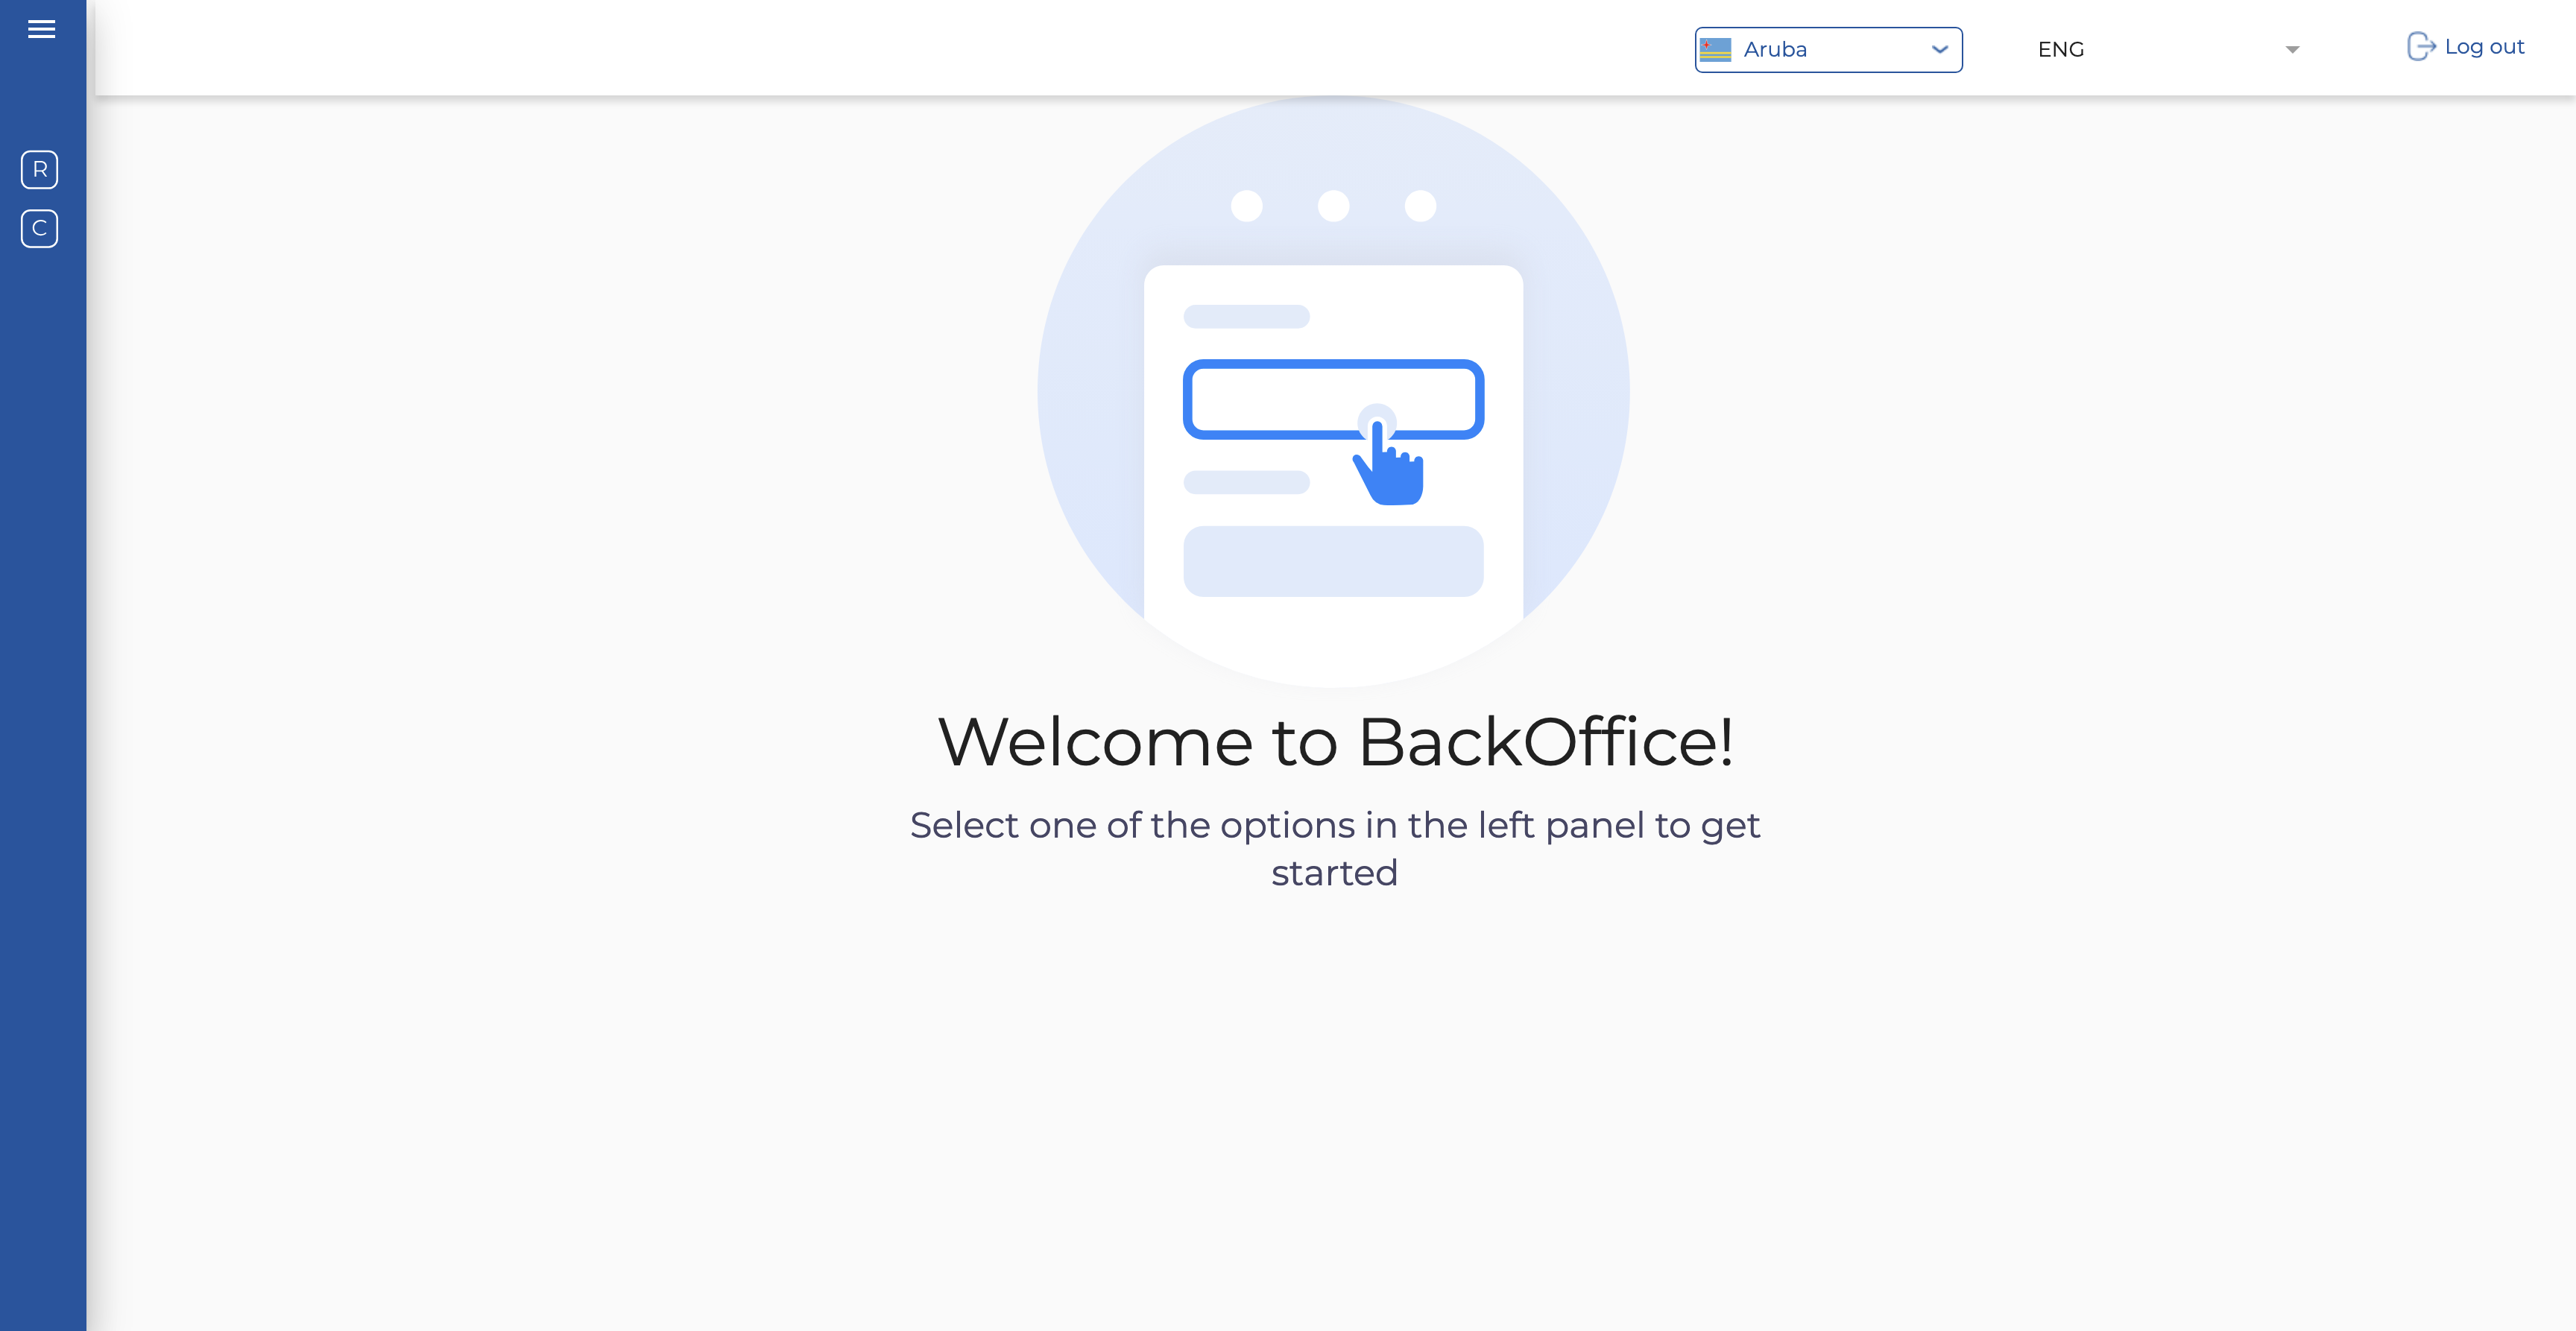 Aruba
ENG
Log out
R
C
Welcome to BackOffice!
Select one of the options in the left panel to get
started